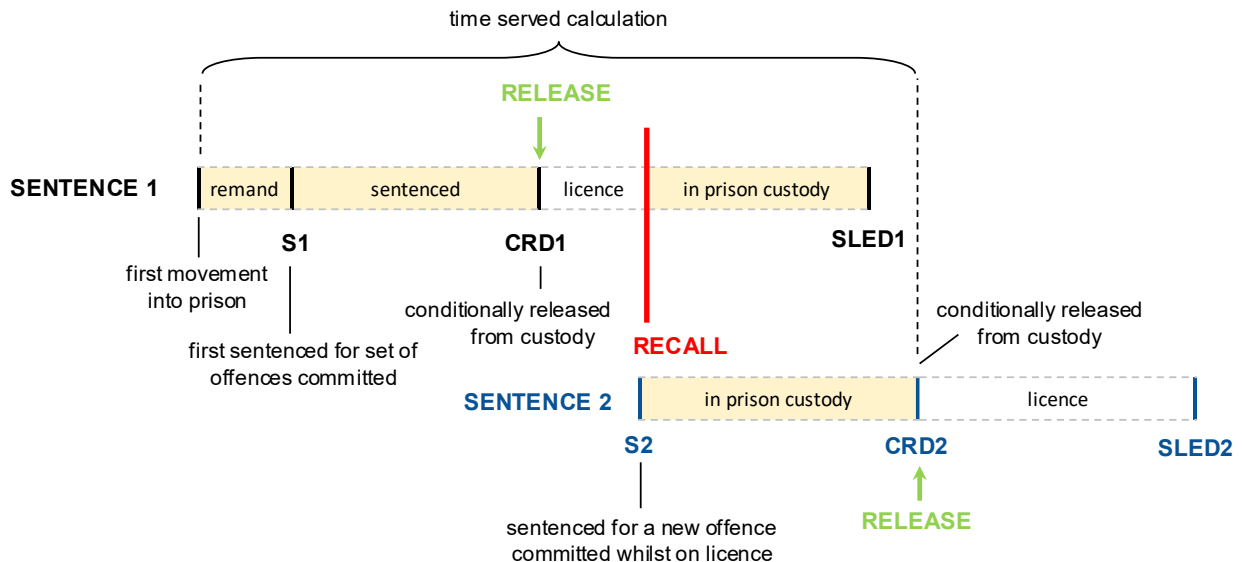 time served calculation
RELEASE
SENTENCE 1
remand
sentenced
licence
in prison custody
S1
CRD1
SLED1
first movement
into prison
first sentenced for set of
offences committed
conditionally released
from custody
RECALL
conditionally released
from custody
SENTENCE 2
in prison custody
licence
S2
CRD2
SLED2
RELEASE
sentenced for a new offence
committed whilst on licence